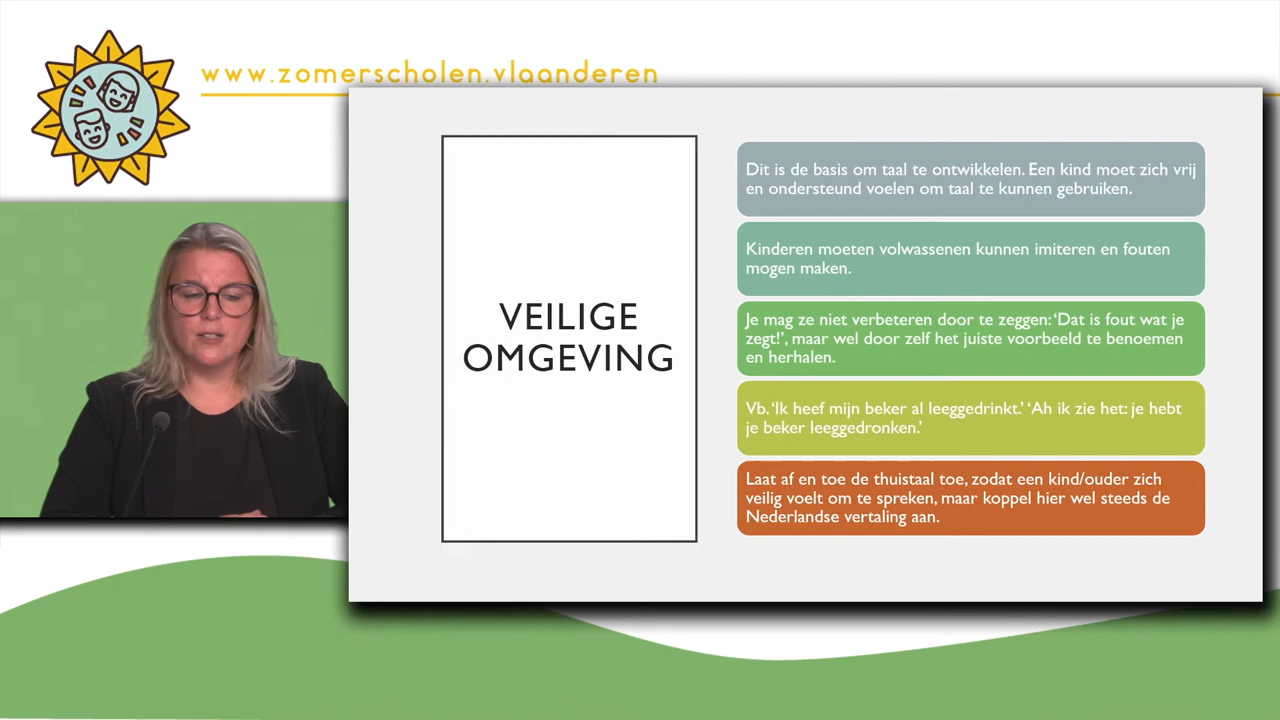 www.zomerscholen.vlaanderen
VEILIGE
OMGEVING
Dit is de basis om taal te ontwikkelen. Een kind moet zich vrij
en ondersteund voelen om taal te kunnen gebruiken.
Kinderen moeten volwassenen kunnen imiteren en fouten
mogen maken.
Je mag ze niet verbeteren door te zeggen: ‘Dat is fout wat je
zegt!’, maar wel door zelf het juiste voorbeeld te benoemen
en herhalen.
Vb. ‘Ik heef mijn beker al leeggedrinkt.’ ‘Ah ik zie het: je hebt
je beker leeggedronken.’
Laat af en toe de thuistaal toe, zodat een kind/ouder zich
veilig voelt om te spreken, maar koppel hier wel steeds de
Nederlandse vertaling aan.